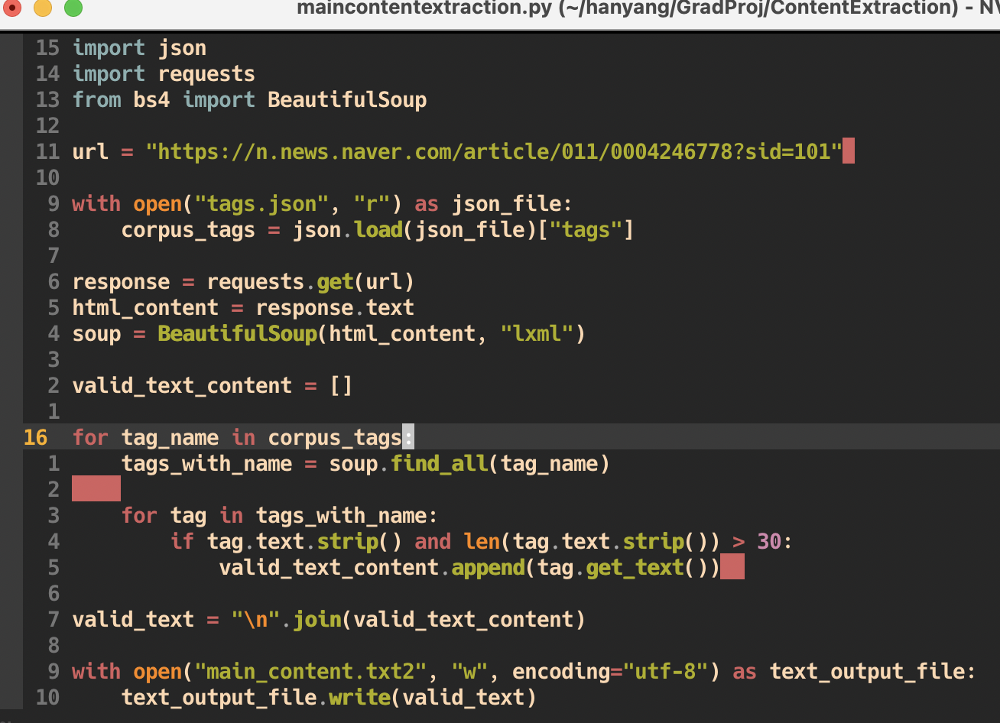 maincontentextraction.py (~/hanyang/GradProj/ContentExtraction) - NV
15 import json
14 import requests
13 from bs4 import BeautifulSoup
12
11 url = "https://n.news.naver.com/article/011/0004246778?sid=101"
10
9 with open("tags.json", "r") as json_file:
8     corpus_tags = json.load(json_file)["tags"]
7
6 response = requests.get(url)
5 html_content = response.text
4 soup = BeautifulSoup(html_content, "lxml")
3
2 valid_text_content = []
1
16 for tag_name in corpus_tags:
1     tags_with_name = soup.find_all(tag_name)
2
3     for tag in tags_with_name:
4         if tag.text.strip() and len(tag.text.strip()) > 30:
5             valid_text_content.append(tag.get_text())
6
7 valid_text = "\n".join(valid_text_content)
8
9 with open("main_content.txt2", "w", encoding="utf-8") as text_output_file:
10     text_output_file.write(valid_text)